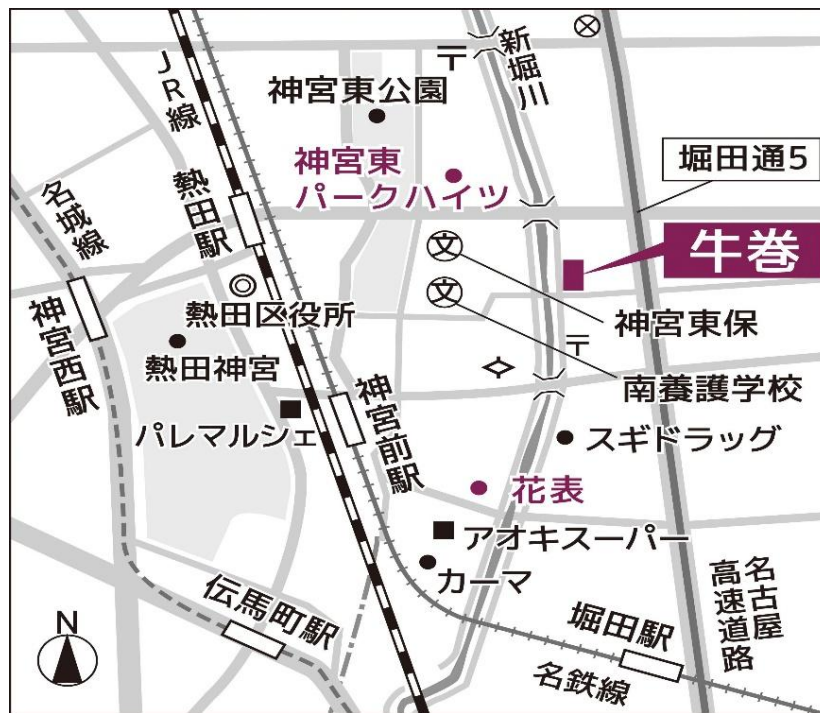 新堀川
JR線
神宮東公園
神宮東
パークハイツ
堀田通5
熱田駅
名城線
牛巻
熱田区役所
神宮東保
神宮西駅
熱田神宮
南養護学校
神宮前駅
パレマルシェ
スギドラッグ
花表
アオキスーパー
カーマ
名古屋
高速道路
伝馬町駅
堀田駅
名鉄線
N